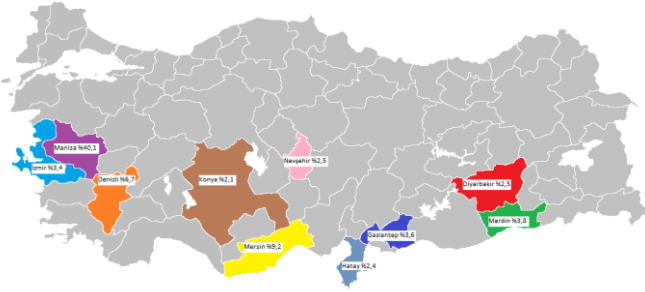 Manisa %40,1
İzmir %3,4
Denizli %6,7
Konya %2,1
Nevşehir %2,5
Mersin %9,2
Hatay %2,4
Gaziantep %3,6
Diyarbakır %2,5
Mardin %3,8